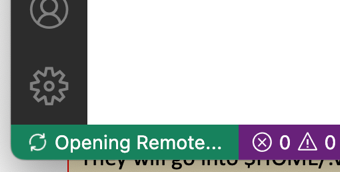 Opening Remote... 0 0
They will go into $HOME/.